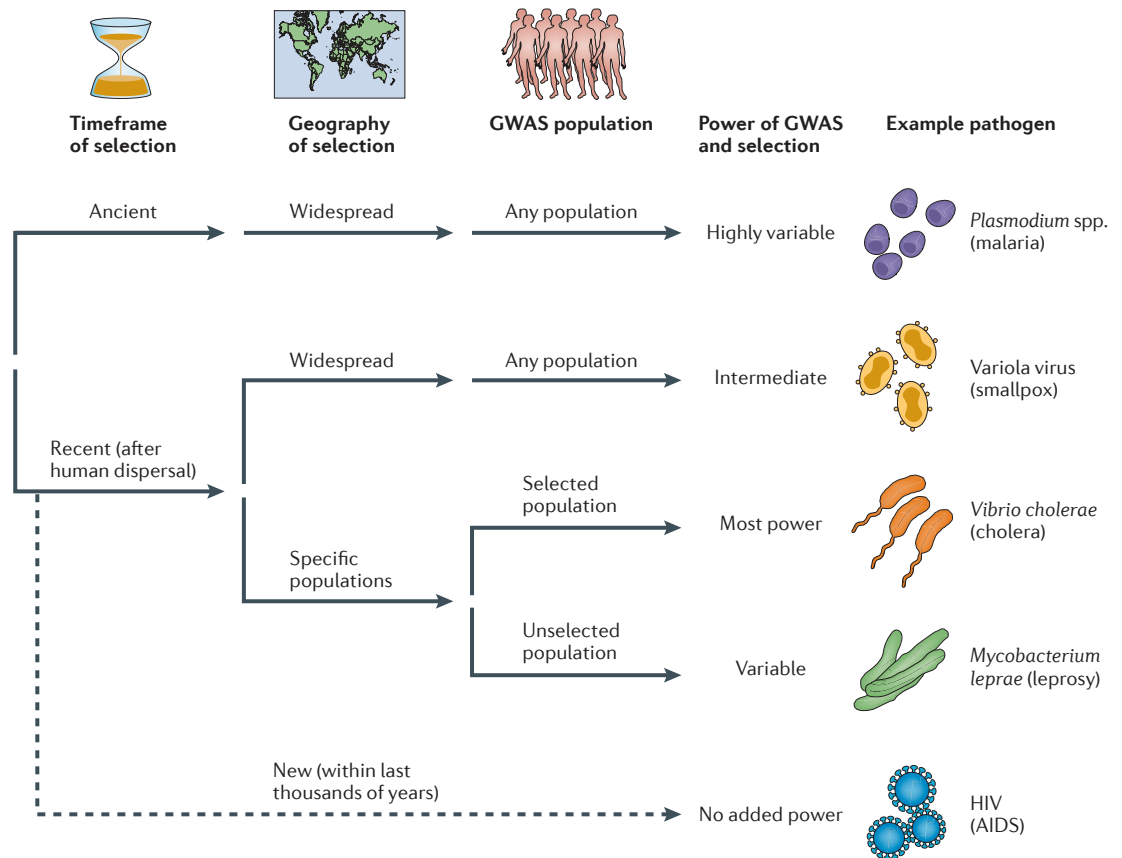 Timeframe
of selection
Geography
of selection
GWAS population
Power of GWAS
and selection
Example pathogen
Ancient
Widespread
Any population
Highly variable
Plasmodium spp.
(malaria)
Widespread
Any population
Intermediate
Variola virus
(smallpox)
Recent (after
human dispersal)
Selected
population
Most power
Vibrio cholerae
(cholera)
Specific
populations
Unselected
population
Variable
Mycobacterium
leprae (leprosy)
New (within last
thousands of years)
No added power
HIV
(AIDS)